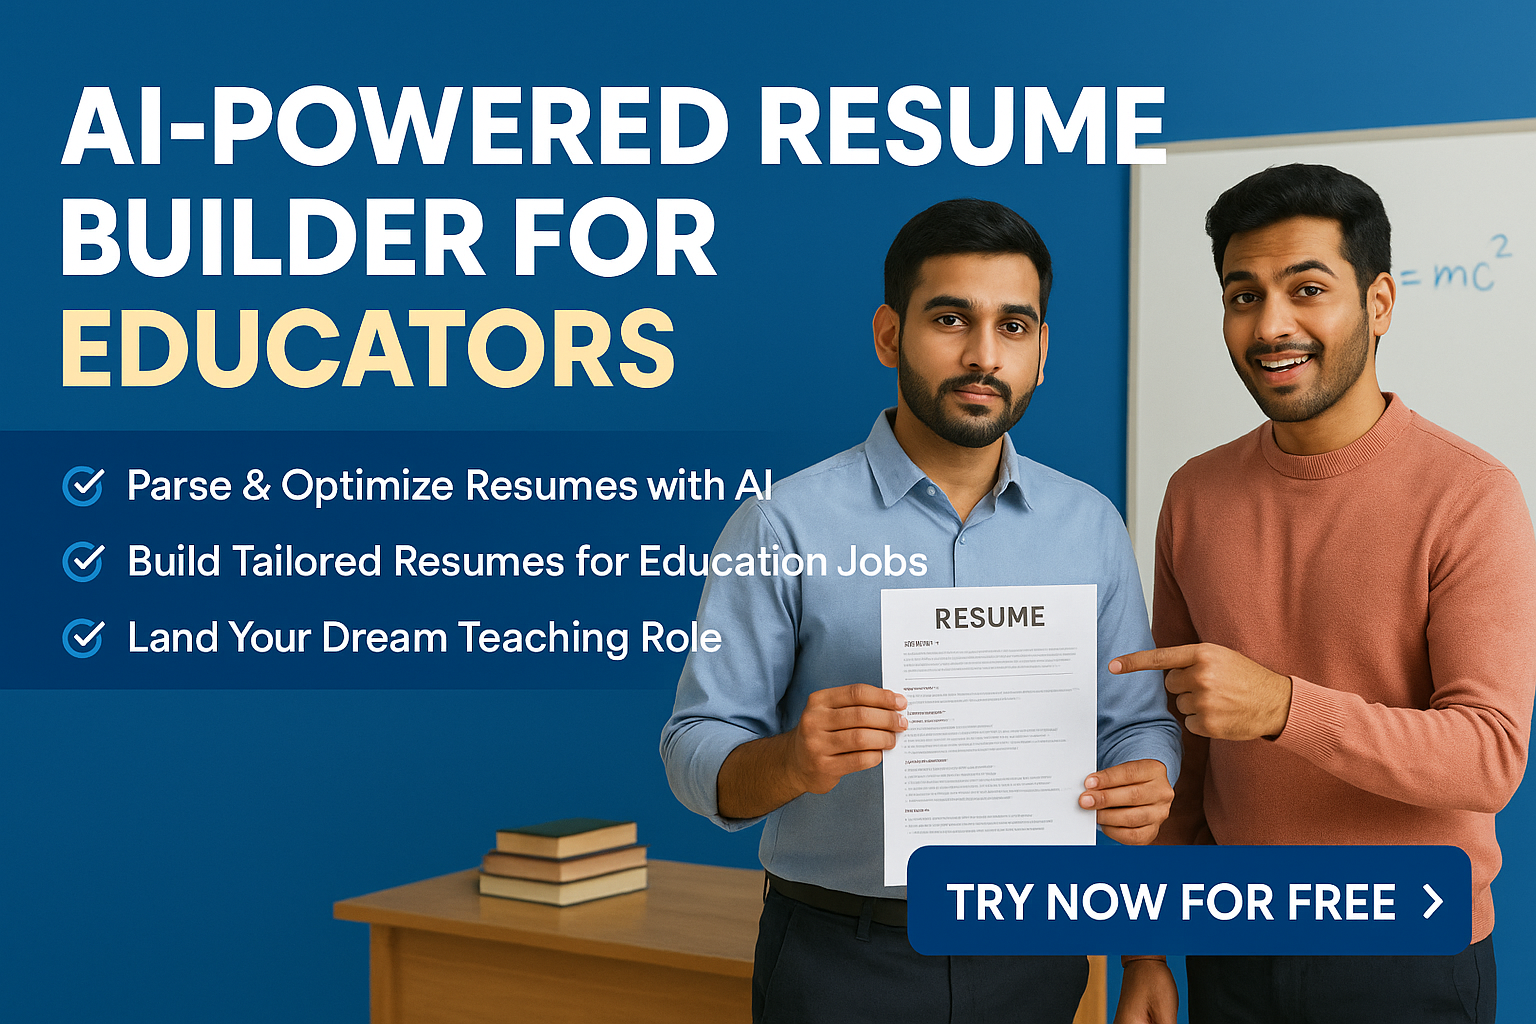 AI-POWERED RESUME
BUILDER FOR
EDUCATORS
Parse & Optimize Resumes with AI
Build Tailored Resumes for Education Jobs
Land Your Dream Teaching Role
= mc²
RESUME
TRY NOW FOR FREE